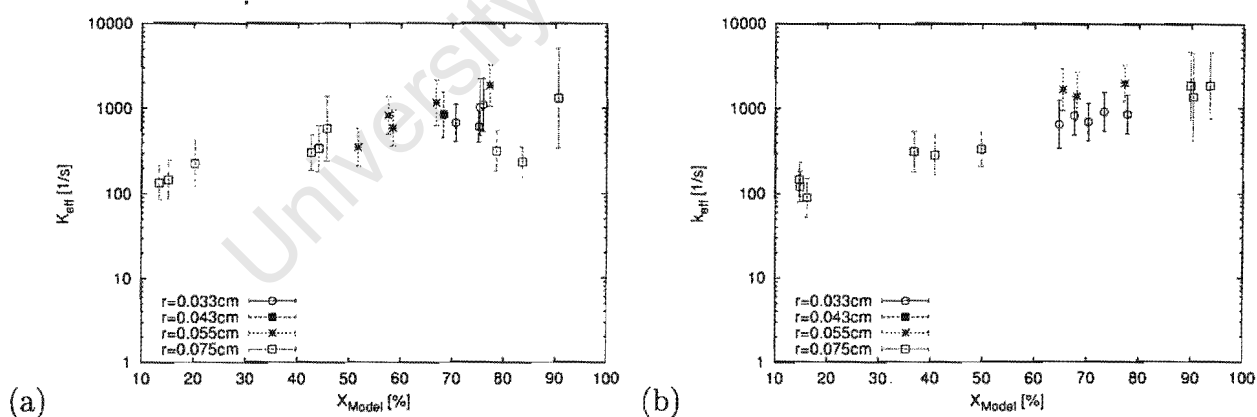 University
10000
1000
100
10
1
K_eff [1/s]
r=0.033cm
r=0.043cm
r=0.055cm
r=0.075cm
10 20 30 40 50 60 70 80 90 100
X_Model [%]
(a)
10000
1000
100
10
1
k_eff [1/s]
r=0.033cm
r=0.043cm
r=0.055cm
r=0.075cm
10 20 30 40 50 60 70 80 90 100
X_Model [%]
(b)